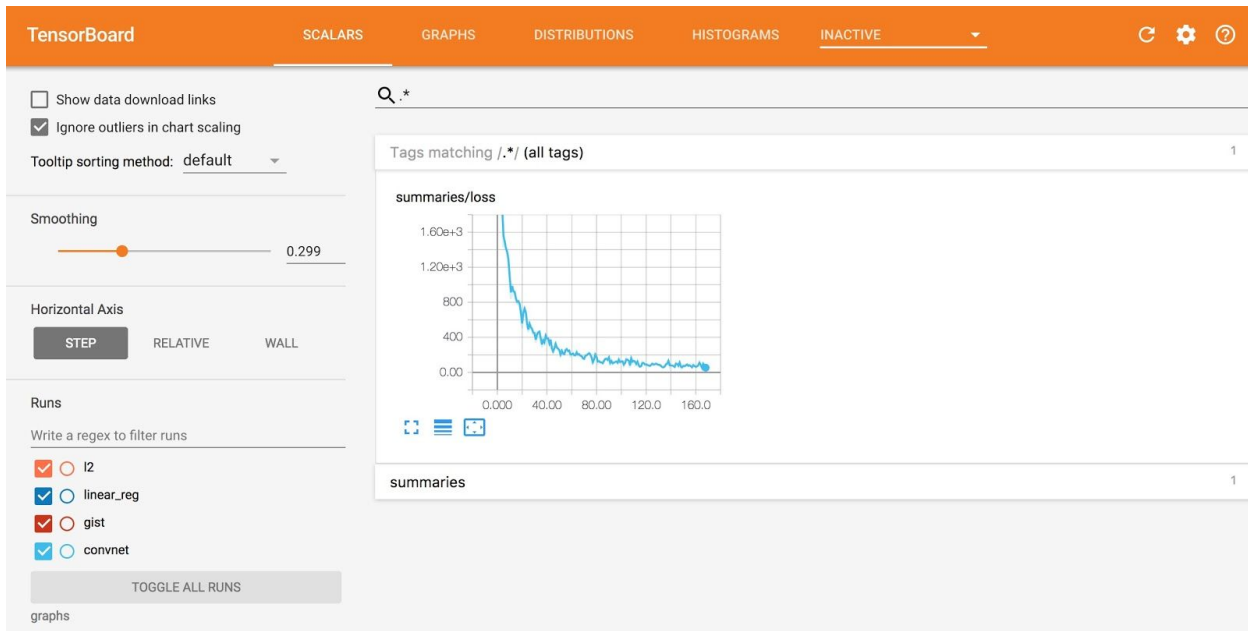 TensorBoard SCALARS GRAPHS DISTRIBUTIONS HISTOGRAMS INACTIVE
Show data download links
Ignore outliers in chart scaling
Tooltip sorting method: default
Smoothing
0.299
Horizontal Axis
STEP RELATIVE WALL
Runs
Write a regex to filter runs
l2
linear_reg
gist
convnet
TOGGLE ALL RUNS
graphs
.*
Tags matching /.*/ (all tags) 1
summaries/loss
1.60e+3
1.20e+3
800
400
0.00
0.000 40.00 80.00 120.0 160.0
summaries 1